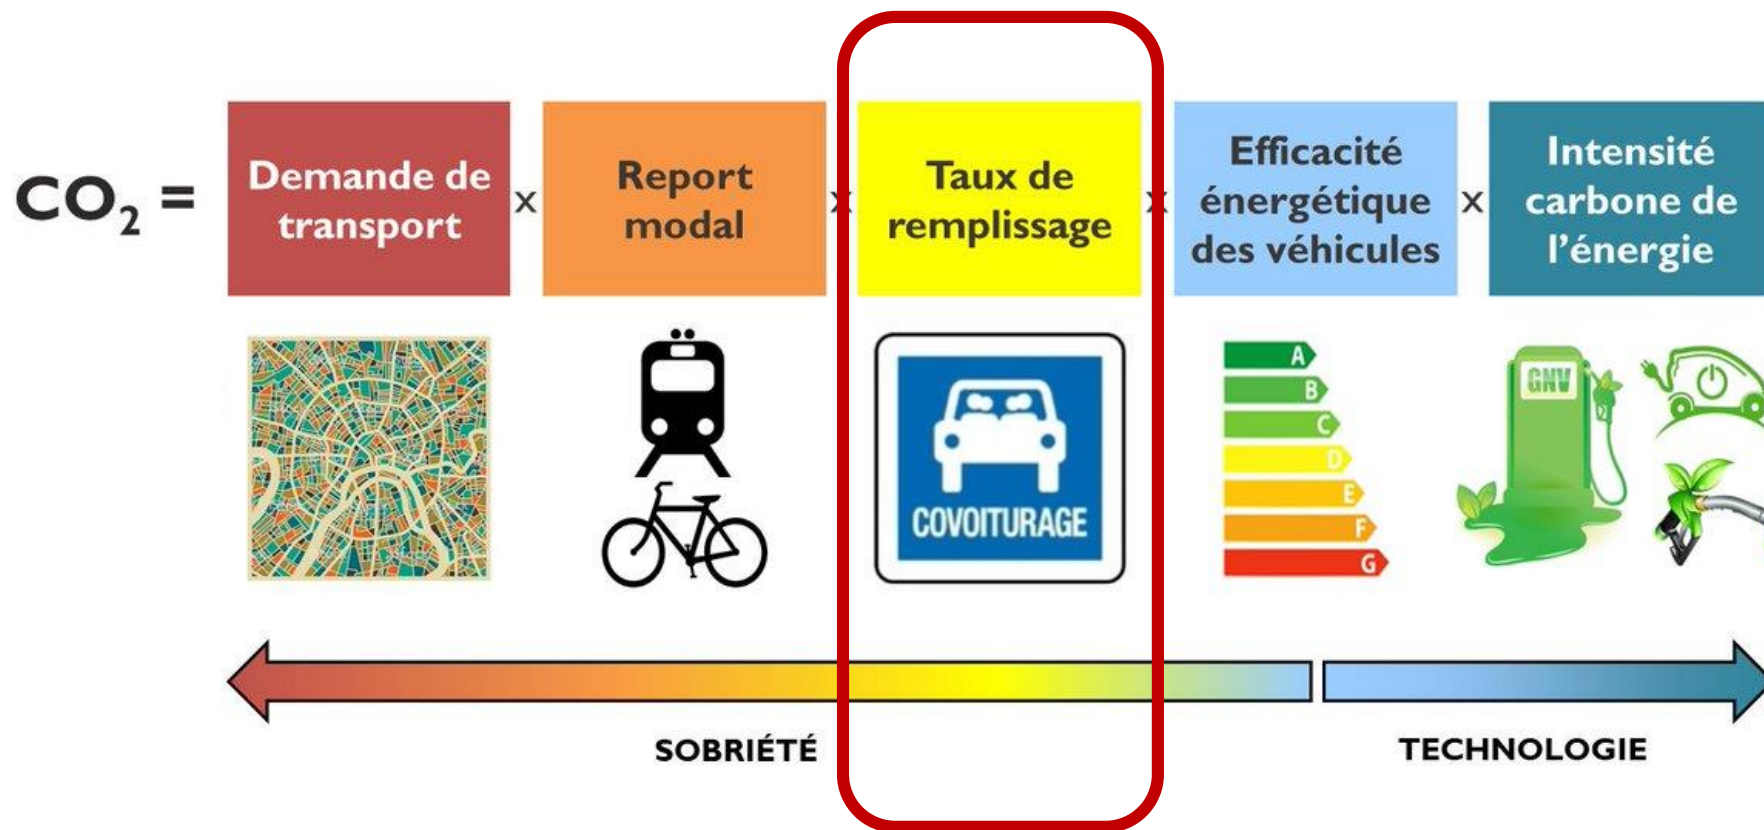 CO₂ =
Demande de
transport
x
Report
modal
x
Taux de
remplissage
x
Efficacité
énergétique
des véhicules
x
Intensité
carbone de
l'énergie
COVOITURAGE
A
B
C
D
E
F
G
GNV
SOBRIÉTÉ
TECHNOLOGIE